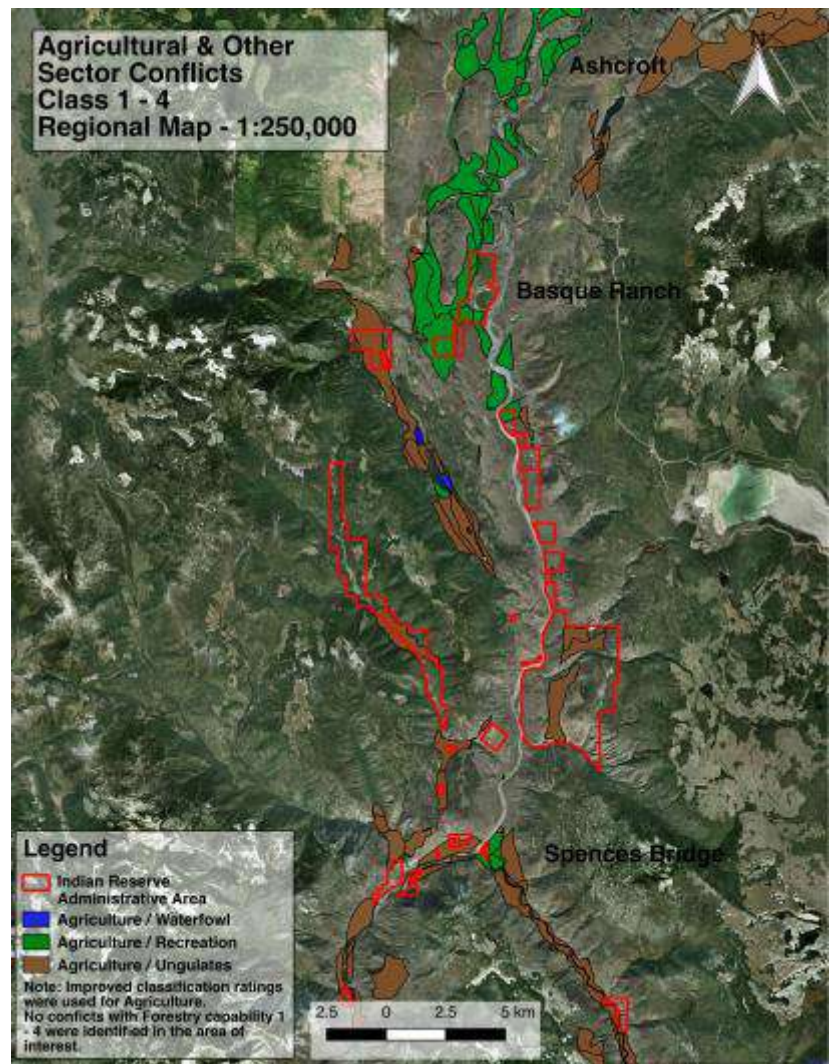 Agricultural & Other
Sector Conflicts
Class 1 - 4
Regional Map - 1:250,000
Ashcroft
N
Basque Ranch
Spences Bridge
Legend
Indian Reserve
Administrative Area
Agriculture / Waterfowl
Agriculture / Recreation
Agriculture / Ungulates
Note: Improved classification ratings
were used for Agriculture.
No conficts with Forestry capability 1
- 4 were identified in the area of
interest.
2.5 0 2.5 5 km